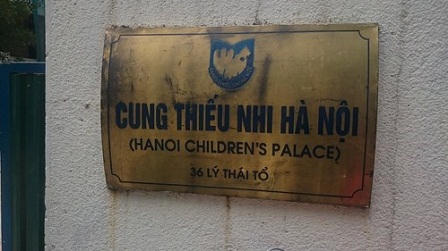 CUNG THIẾU NHI HÀ NỘI
(HANOI CHILDREN'S PALACE)
36 LÝ THÁI TỔ